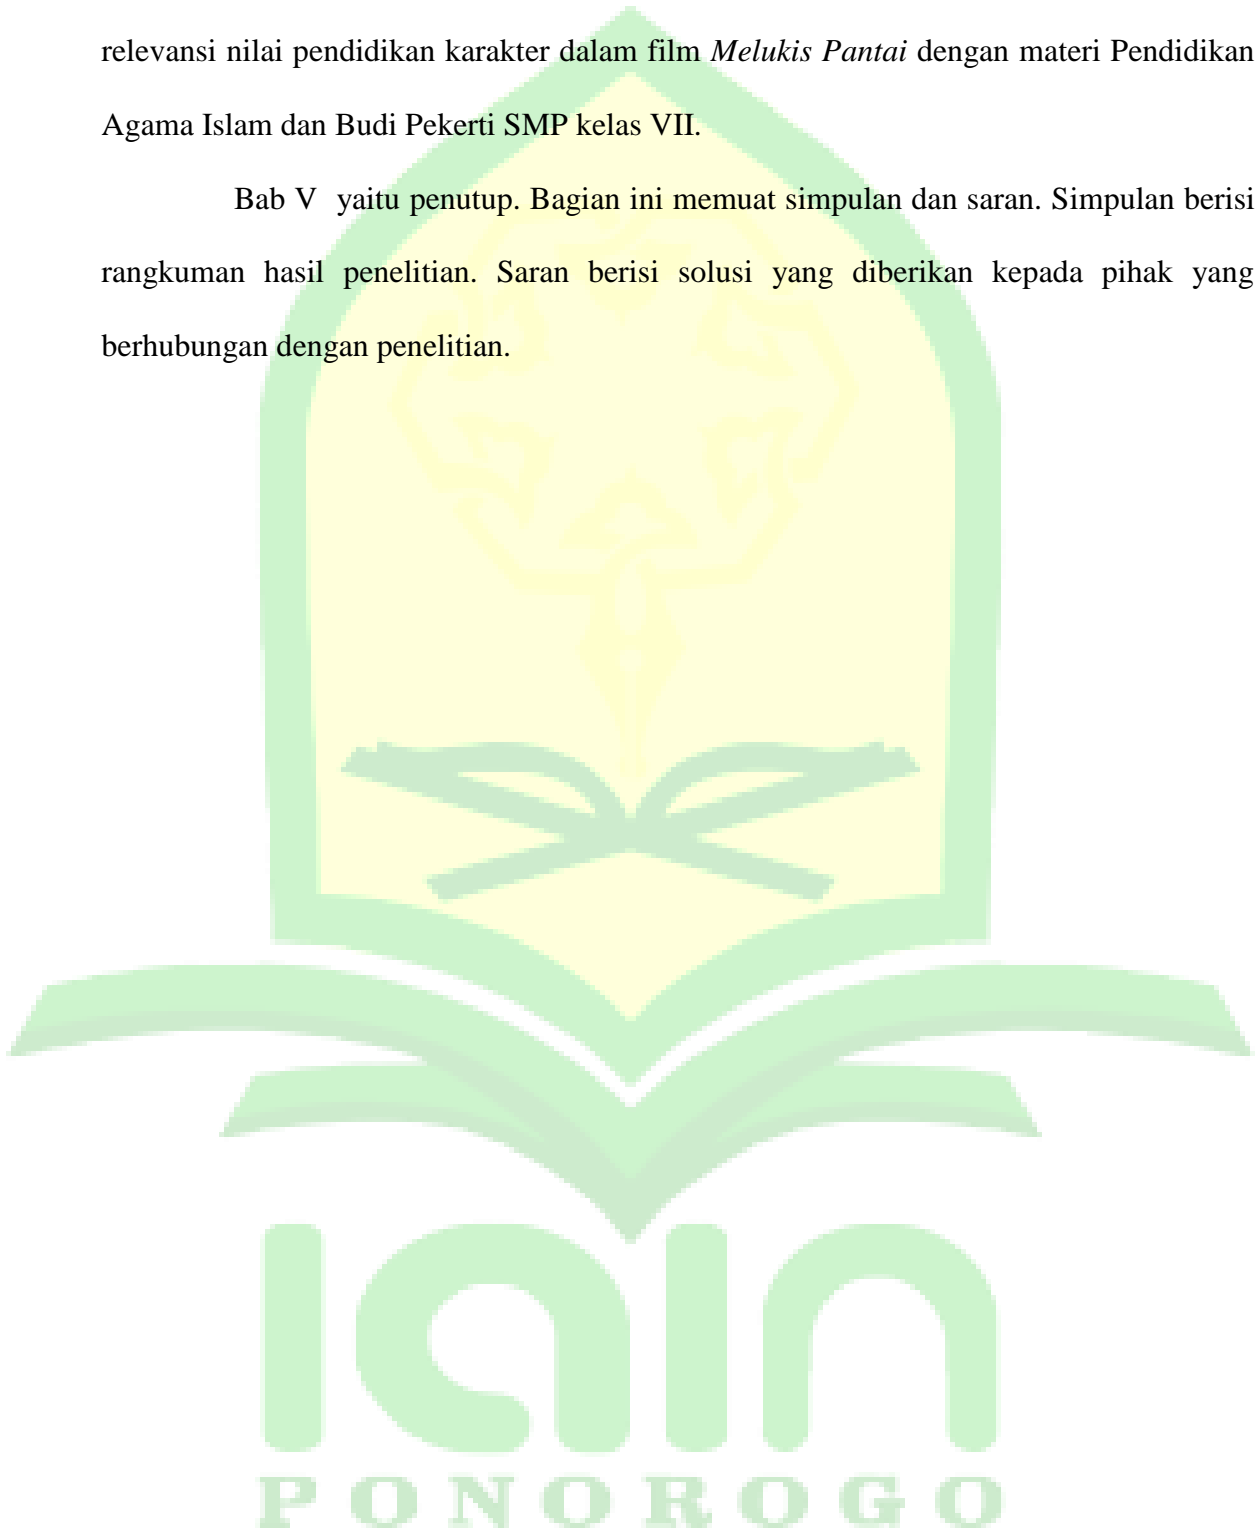 relevansi nilai pendidikan karakter dalam film Melukis Pantai dengan materi Pendidikan
Agama Islam dan Budi Pekerti SMP kelas VII.
Bab V yaitu penutup. Bagian ini memuat simpulan dan saran. Simpulan berisi
rangkuman hasil penelitian. Saran berisi solusi yang diberikan kepada pihak yang
berhubungan dengan penelitian.
iain
PONOROGO